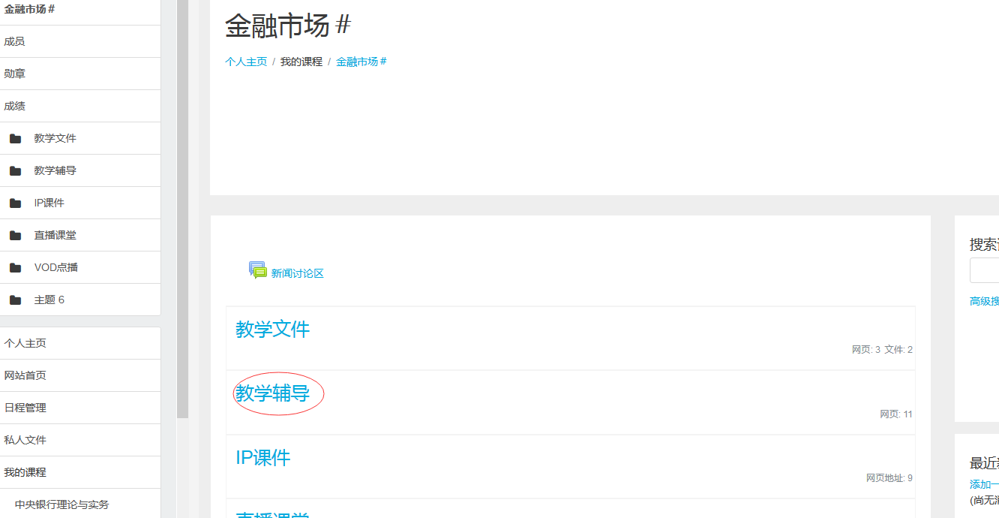 金融市场#
成员
勋章
成绩
教学文件
教学辅导
IP课件
直播课堂
VOD点播
主题 6
个人主页
网站首页
日程管理
私人文件
我的课程
中央银行理论与实务
金融市场#
个人主页 / 我的课程 / 金融市场#
新闻讨论区
教学文件
网页: 3 文件: 2
教学辅导
网页: 11
IP课件
网页地址: 9
直播课堂
搜索
高级搜
最近
添加一
(尚无